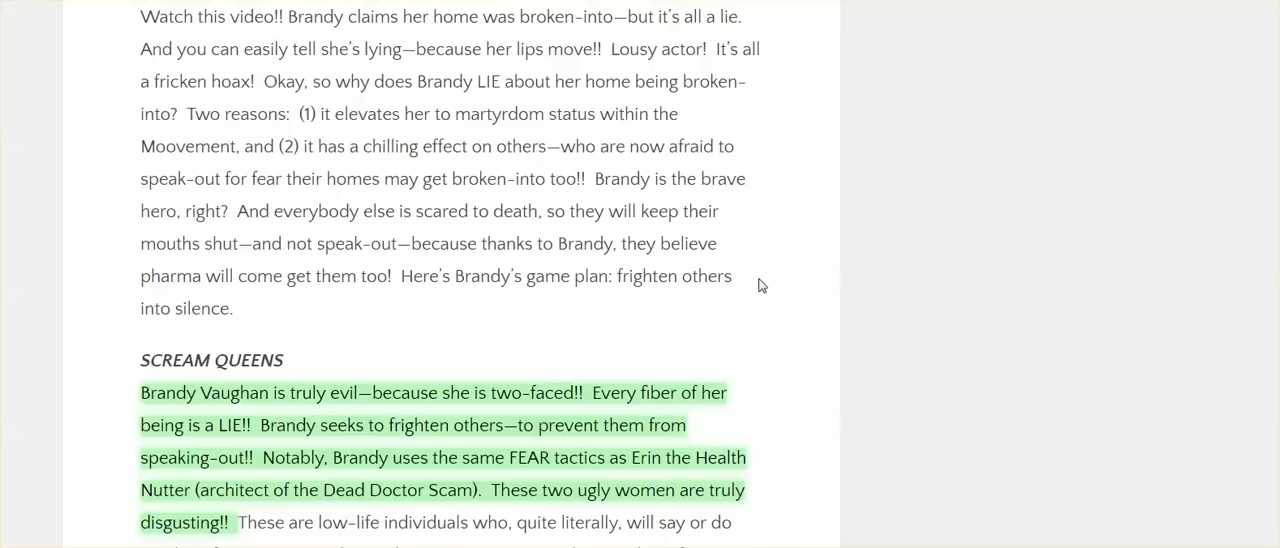 Watch this video!! Brandy claims her home was broken-into—but it's all a lie.
And you can easily tell she's lying—because her lips move!!  Lousy actor!  It's all
a fricken hoax!  Okay, so why does Brandy LIE about her home being broken-
into?  Two reasons:  (1) it elevates her to martyrdom status within the
Moovement, and (2) it has a chilling effect on others—who are now afraid to
speak-out for fear their homes may get broken-into too!!  Brandy is the brave
hero, right?  And everybody else is scared to death, so they will keep their
mouths shut—and not speak-out—because thanks to Brandy, they believe
pharma will come get them too!  Here's Brandy's game plan: frighten others
into silence.
SCREAM QUEENS
Brandy Vaughan is truly evil—because she is two-faced!!  Every fiber of her
being is a LIE!!  Brandy seeks to frighten others—to prevent them from
speaking-out!!  Notably, Brandy uses the same FEAR tactics as Erin the Health
Nutter (architect of the Dead Doctor Scam).  These two ugly women are truly
disgusting!!  These are low-life individuals who, quite literally, will say or do